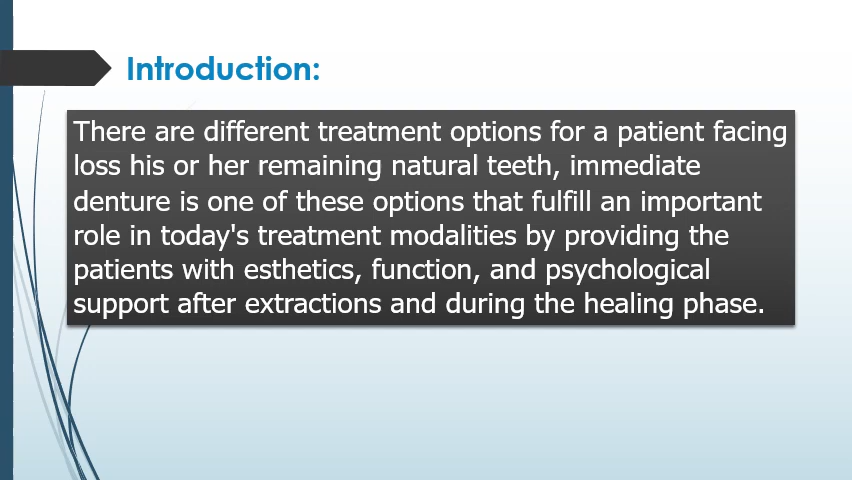 Introduction:
There are different treatment options for a patient facing
loss his or her remaining natural teeth, immediate
denture is one of these options that fulfill an important
role in today's treatment modalities by providing the
patients with esthetics, function, and psychological
support after extractions and during the healing phase.